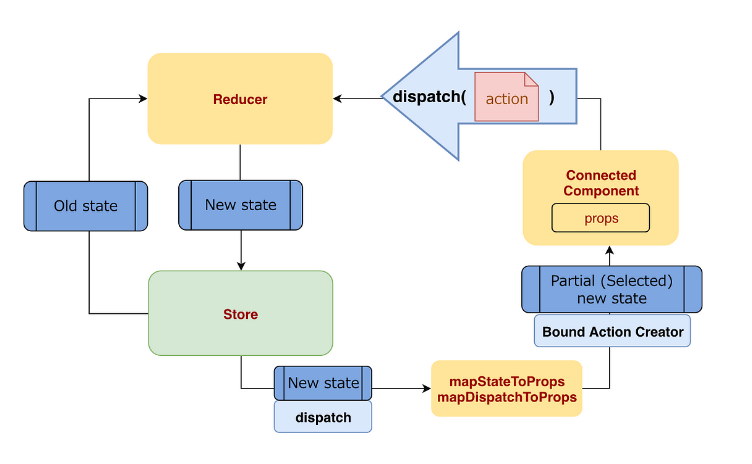 Reducer
dispatch( action )
Connected
Component
props
Old state
New state
Partial (Selected)
new state
Bound Action Creator
Store
New state
dispatch
mapStateToProps
mapDispatchToProps